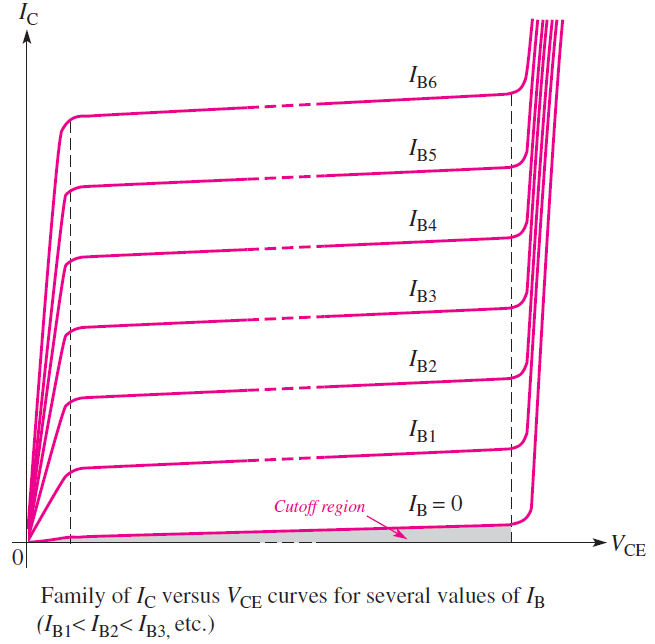 I_C
I_B6
I_B5
I_B4
I_B3
I_B2
I_B1
Cutoff region
I_B = 0
V_CE
0
Family of I_C versus V_CE curves for several values of I_B
(I_B1 < I_B2 < I_B3, etc.)